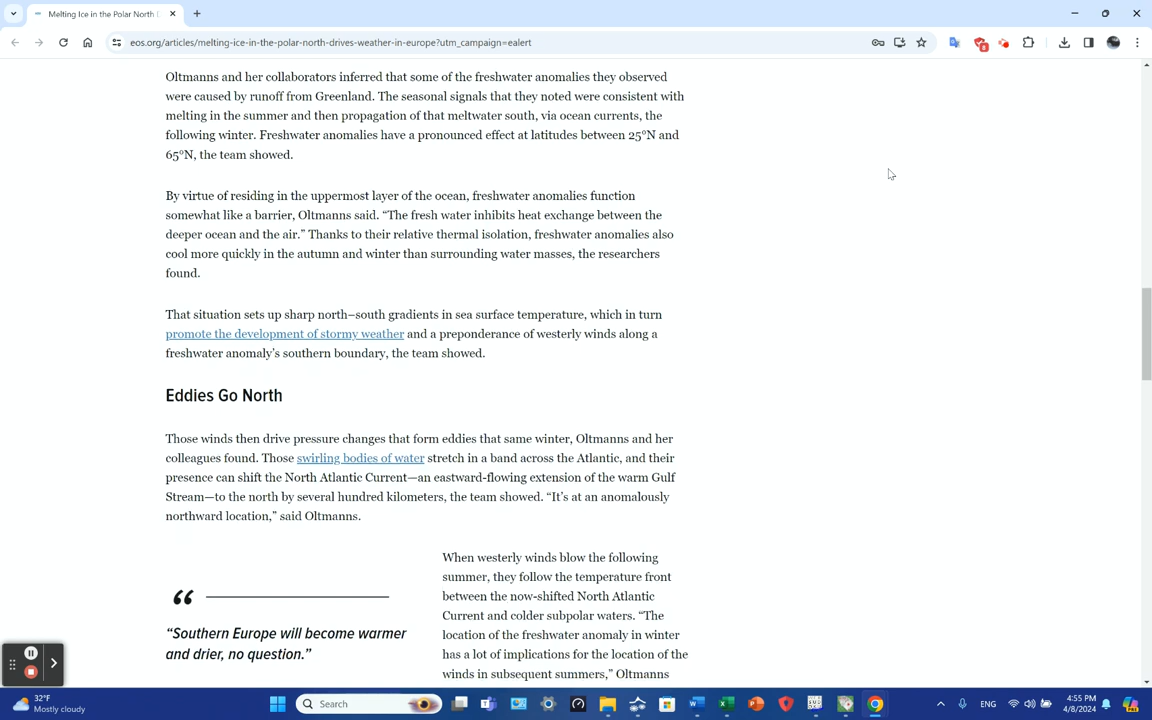 Melting Ice in the Polar North
eos.org/articles/melting-ice-in-the-polar-north-drives-weather-in-europe?utm_campaign=ealert
8
Oltmanns and her collaborators inferred that some of the freshwater anomalies they observed
were caused by runoff from Greenland. The seasonal signals that they noted were consistent with
melting in the summer and then propagation of that meltwater south, via ocean currents, the
following winter. Freshwater anomalies have a pronounced effect at latitudes between 25°N and
65°N, the team showed.
By virtue of residing in the uppermost layer of the ocean, freshwater anomalies function
somewhat like a barrier, Oltmanns said. “The fresh water inhibits heat exchange between the
deeper ocean and the air.” Thanks to their relative thermal isolation, freshwater anomalies also
cool more quickly in the autumn and winter than surrounding water masses, the researchers
found.
That situation sets up sharp north–south gradients in sea surface temperature, which in turn
promote the development of stormy weather and a preponderance of westerly winds along a
freshwater anomaly’s southern boundary, the team showed.
Eddies Go North
Those winds then drive pressure changes that form eddies that same winter, Oltmanns and her
colleagues found. Those swirling bodies of water stretch in a band across the Atlantic, and their
presence can shift the North Atlantic Current—an eastward-flowing extension of the warm Gulf
Stream—to the north by several hundred kilometers, the team showed. “It’s at an anomalously
northward location,” said Oltmanns.
“Southern Europe will become warmer
and drier, no question.”
When westerly winds blow the following
summer, they follow the temperature front
between the now-shifted North Atlantic
Current and colder subpolar waters. “The
location of the freshwater anomaly in winter
has a lot of implications for the location of the
winds in subsequent summers,” Oltmanns
32°F
Mostly cloudy
Search
ENG
4:55 PM
4/8/2024